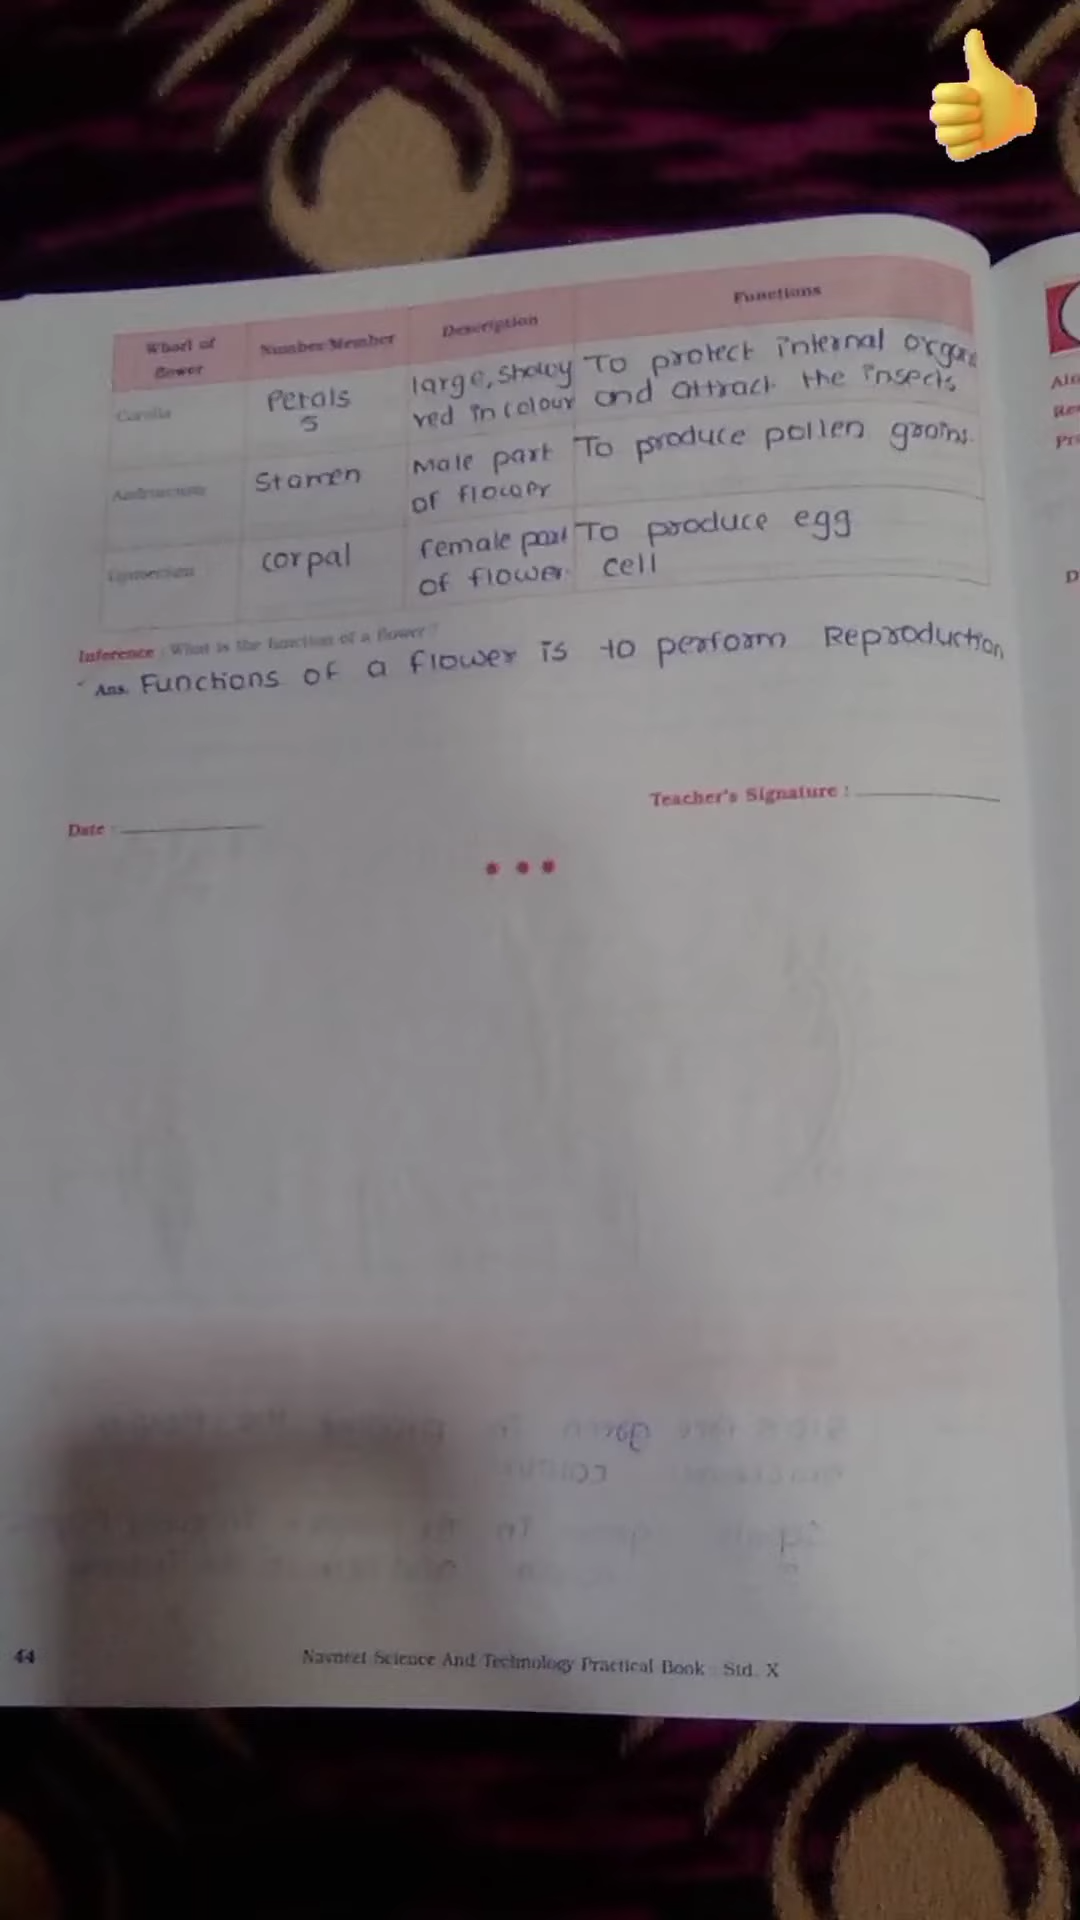 Whorl of flower
Number/Member
Description
Functions
Corolla
Petals
5
large, showy
red in colour
To protect internal organs
and attract the insects
Androecium
Stamen
Male part
of flower
To produce pollen grains.
Gynoecium
corpal
female part
of flower.
To produce egg
cell
Inference : What is the function of a flower?
Ans. Functions of a flower is to perform Reproduction
Teacher's Signature :
Date :
44
Navneet Science And Technology Practical Book : Std. X